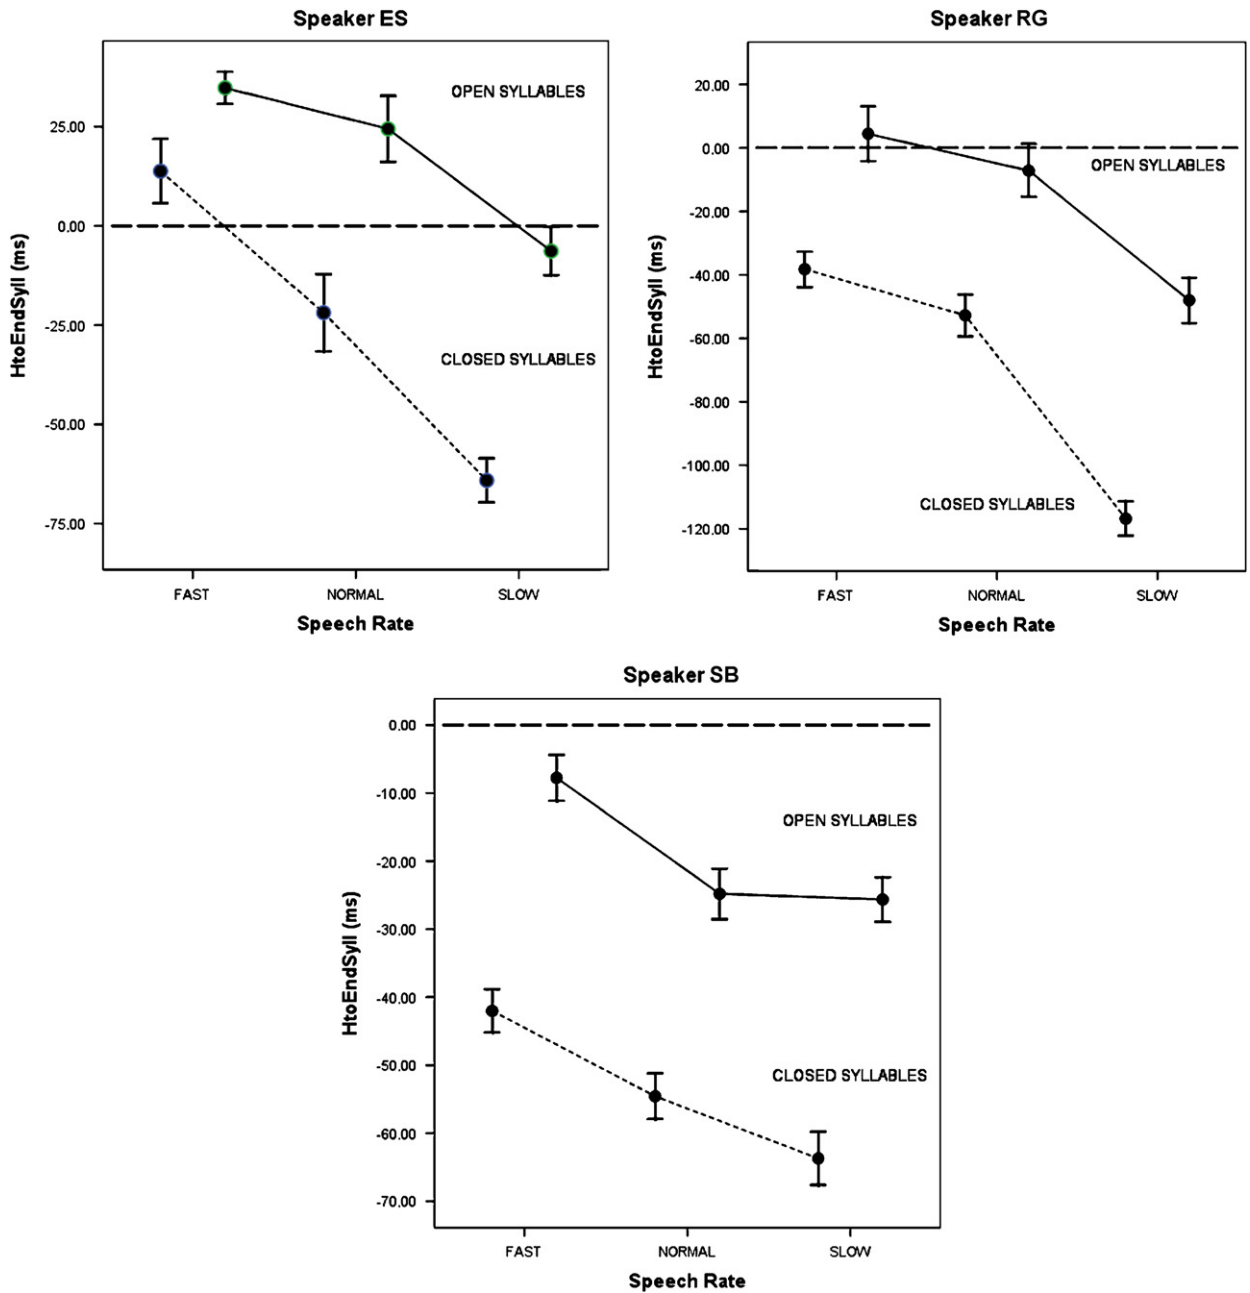 Speaker ES
OPEN SYLLABLES
25.00
0.00
-25.00
CLOSED SYLLABLES
-50.00
-75.00
HtoEndSyll (ms)
FAST NORMAL SLOW
Speech Rate
Speaker RG
20.00
0.00
OPEN SYLLABLES
-20.00
-40.00
-60.00
-80.00
-100.00
CLOSED SYLLABLES
-120.00
HtoEndSyll (ms)
FAST NORMAL SLOW
Speech Rate
Speaker SB
0.00
-10.00
OPEN SYLLABLES
-20.00
-30.00
-40.00
-50.00
CLOSED SYLLABLES
-60.00
-70.00
HtoEndSyll (ms)
FAST NORMAL SLOW
Speech Rate